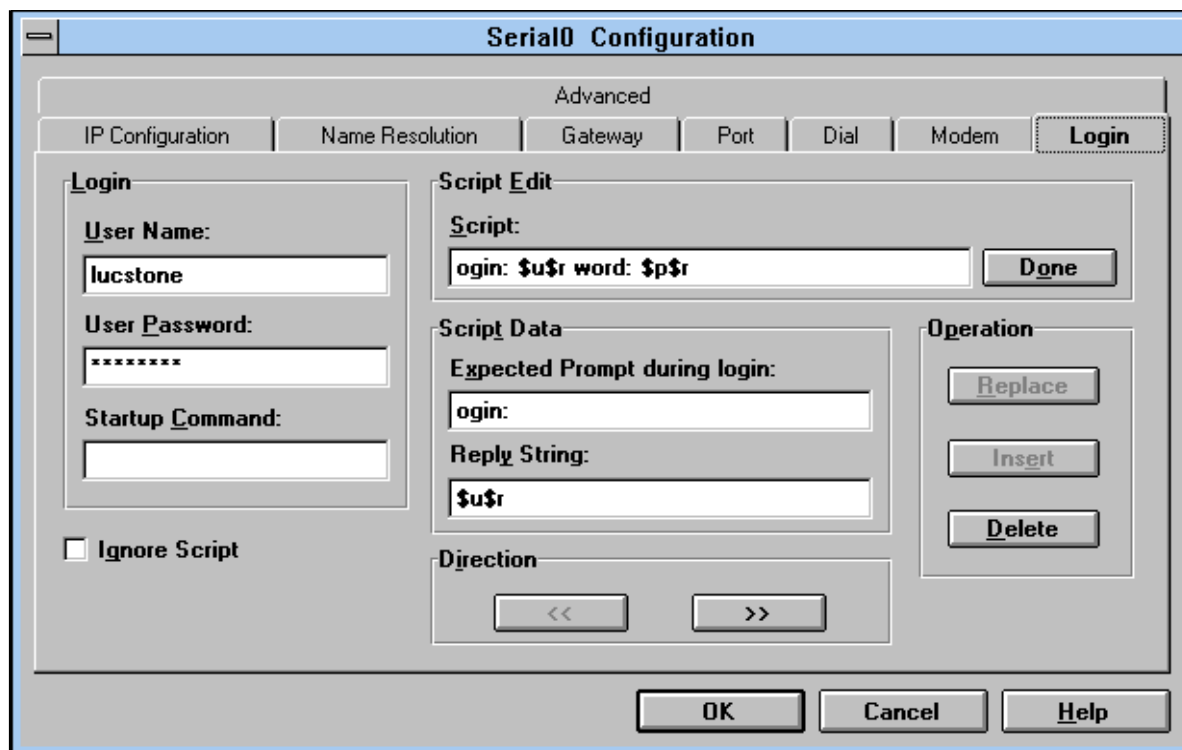 Serial0 Configuration
Advanced
IP Configuration Name Resolution Gateway Port Dial Modem Login
Login
User Name:
lucstone
User Password:
********
Startup Command:
Ignore Script
Script Edit
Script:
ogin: $u$r word: $p$r
Done
Script Data
Expected Prompt during login:
ogin:
Reply String:
$u$r
Direction
<< >>
Operation
Replace
Insert
Delete
OK Cancel Help